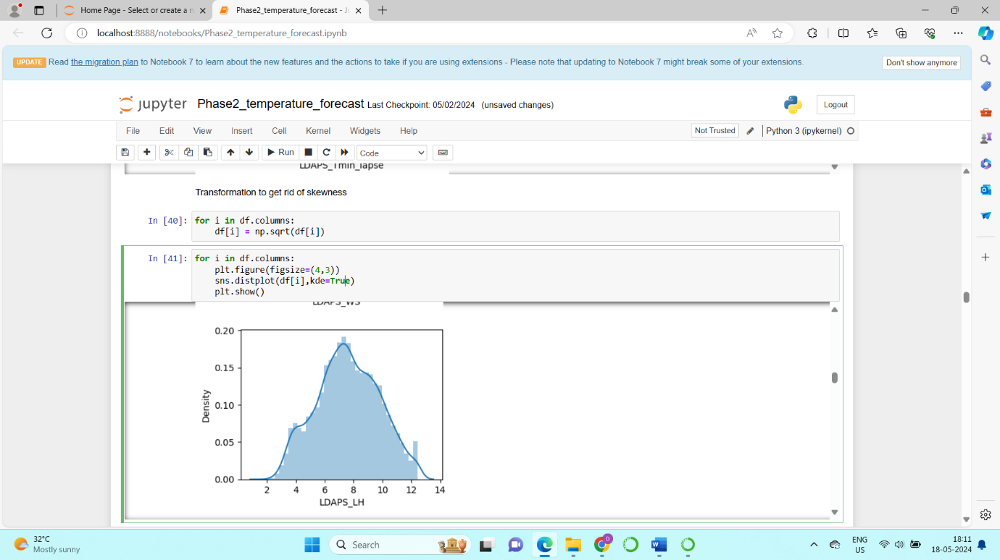 Home Page - Select or create a n
Phase2_temperature_forecast - J
localhost:8888/notebooks/Phase2_temperature_forecast.ipynb
UPDATE Read the migration plan to Notebook 7 to learn about the new features and the actions to take if you are using extensions - Please note that updating to Notebook 7 might break some of your extensions.
Don't show anymore
jupyter Phase2_temperature_forecast Last Checkpoint: 05/02/2024 (unsaved changes)
Logout
File Edit View Insert Cell Kernel Widgets Help
Not Trusted
Python 3 (ipykernel)
Run
Code
LDAPS_Tmin_lapse
Transformation to get rid of skewness
In [40]: for i in df.columns:
df[i] = np.sqrt(df[i])
In [41]: for i in df.columns:
plt.figure(figsize=(4,3))
sns.distplot(df[i],kde=True)
plt.show()
LDAPS_WS
0.20
0.15
0.10
0.05
0.00
Density
2 4 6 8 10 12 14
LDAPS_LH
32°C
Mostly sunny
Search
ENG
US
18:11
18-05-2024